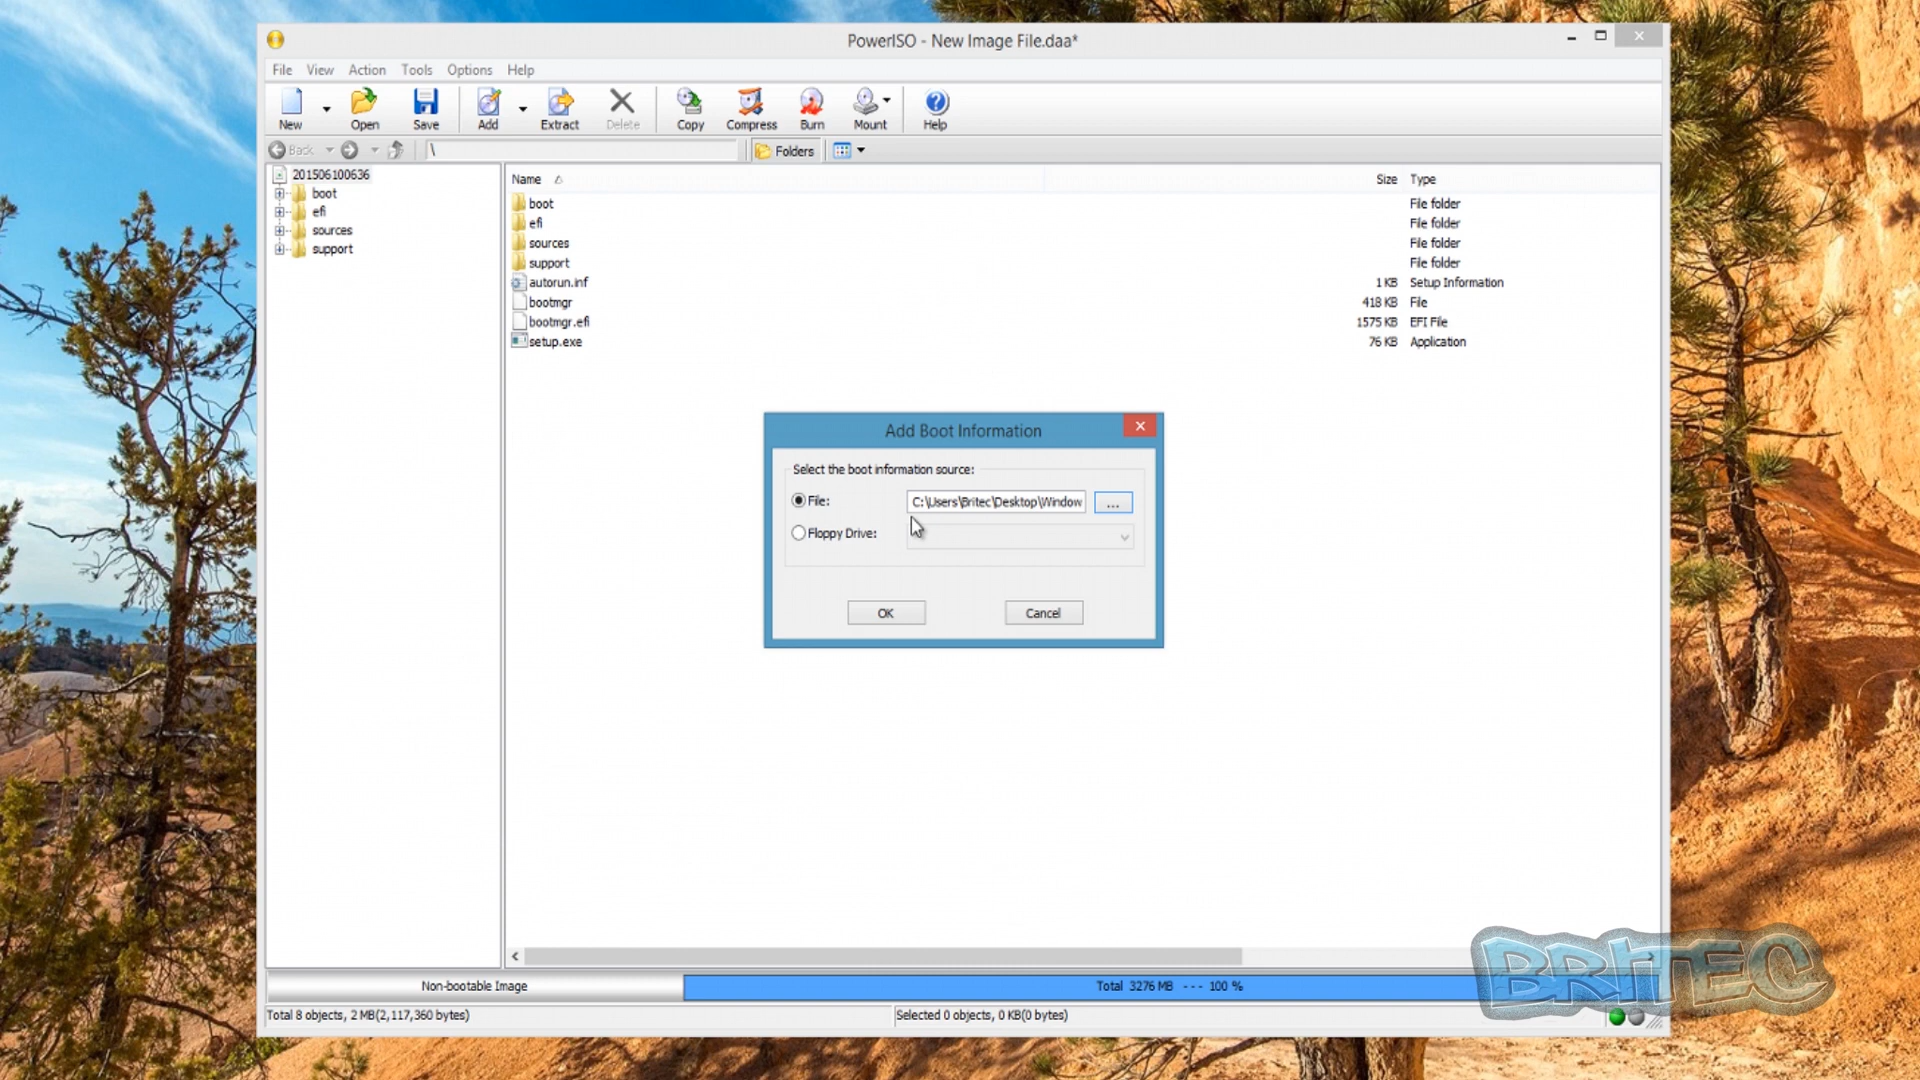 PowerISO - New Image File.daa*
File View Action Tools Options Help
New Open Save Add Extract Delete Copy Compress Burn Mount Help
Back \ Folders
201506100636
boot
efi
sources
support
Name Size Type
boot File folder
efi File folder
sources File folder
support File folder
autorun.inf 1 KB Setup Information
bootmgr 418 KB File
bootmgr.efi 1575 KB EFI File
setup.exe 76 KB Application
Add Boot Information
Select the boot information source:
File: C:\Users\Britec\Desktop\Window ...
Floppy Drive:
OK Cancel
Non-bootable Image Total 3276 MB --- 100 %
Total 8 objects, 2 MB(2,117,360 bytes) Selected 0 objects, 0 KB(0 bytes)
BRITEC